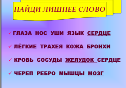 НАЙДИ ЛИШНЕЕ СЛОВО
ГЛАЗА НОС УШИ ЯЗЫК СЕРДЦЕ
ЛЕГКИЕ ТРАХЕЯ КОЖА БРОНХИ
КРОВЬ СОСУДЫ ЖЕЛУДОК СЕРДЦЕ
ЧЕРЕП РЕБРО МЫШЦЫ МОЗГ